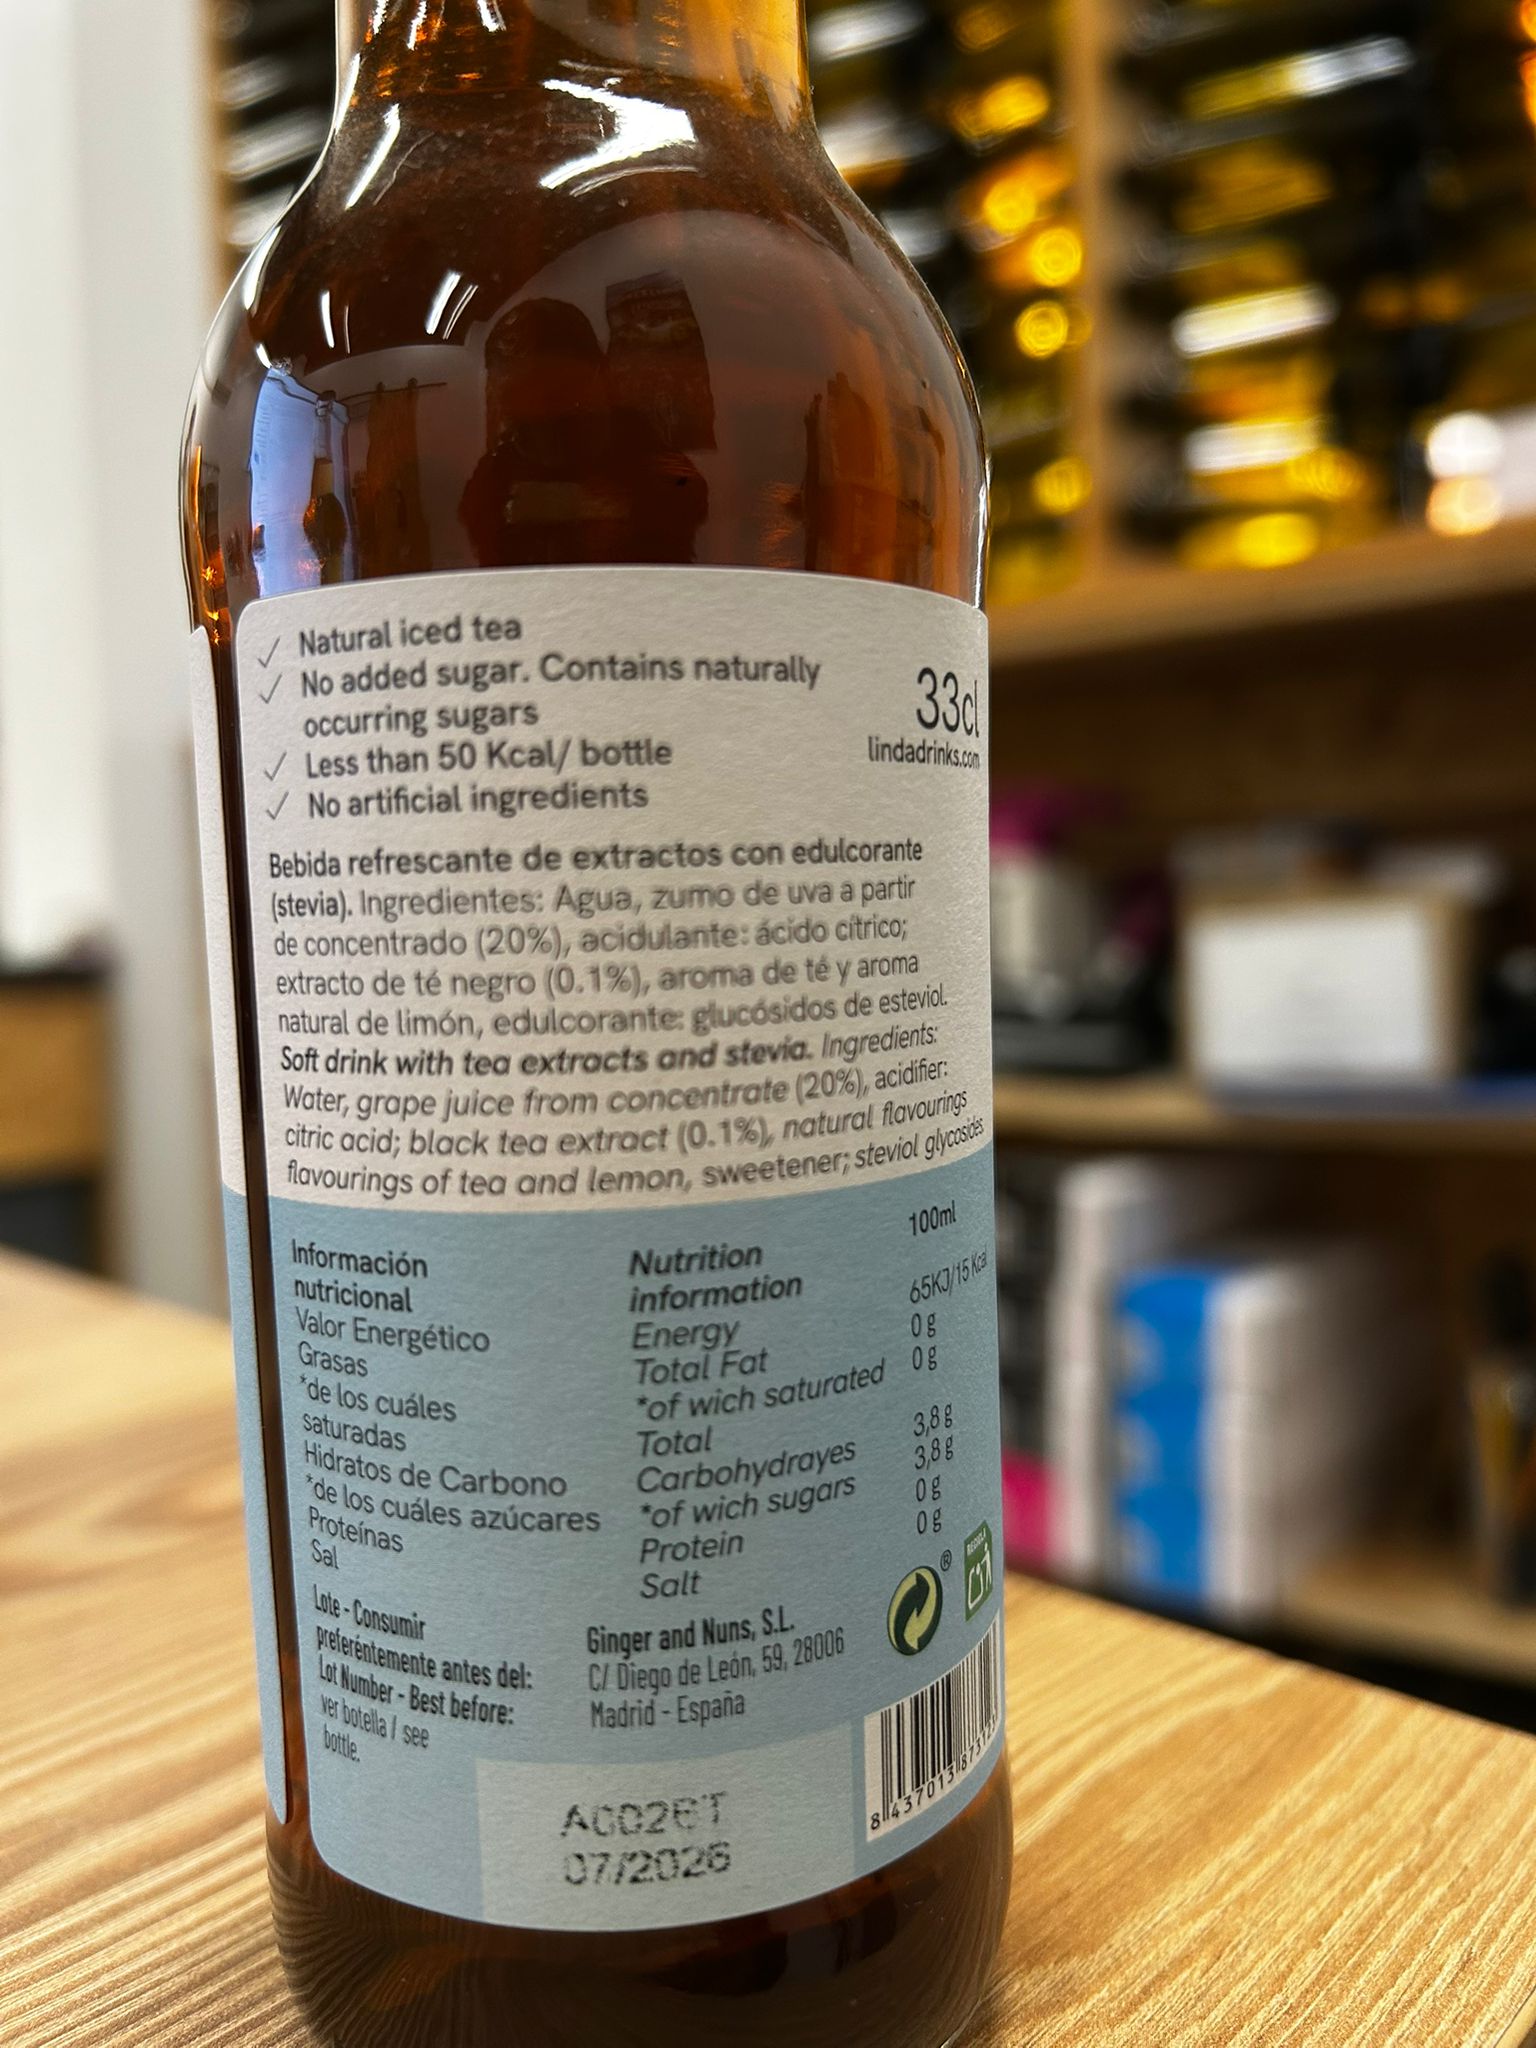 Natural iced tea
No added sugar. Contains naturally
occurring sugars
Less than 50 Kcal/ bottle
No artificial ingredients
33cl
lindadrinks.com
Bebida refrescante de extractos con edulcorante
(stevia). Ingredientes: Agua, zumo de uva a partir
de concentrado (20%), acidulante: ácido cítrico;
extracto de té negro (0.1%), aroma de té y aroma
natural de limón, edulcorante: glucósidos de esteviol.
Soft drink with tea extracts and stevia. Ingredients:
Water, grape juice from concentrate (20%), acidifier:
citric acid; black tea extract (0.1%), natural flavourings
flavourings of tea and lemon, sweetener; steviol glycosides
Información
nutricional
Valor Energético
Grasas
*de los cuáles
saturadas
Hidratos de Carbono
*de los cuáles azúcares
Proteínas
Sal
Nutrition
information
Energy
Total Fat
*of wich saturated
Total
Carbohydrayes
*of wich sugars
Protein
Salt
100ml
65KJ/15 Kcal
0 g
0 g
3,8 g
3,8 g
0 g
0 g
Lote - Consumir
preferéntemente antes del:
Lot Number - Best before:
ver botella / see
bottle.
Ginger and Nuns, S.L.
C/ Diego de León, 59, 28006
Madrid - España
®
RECICLA
07/2026